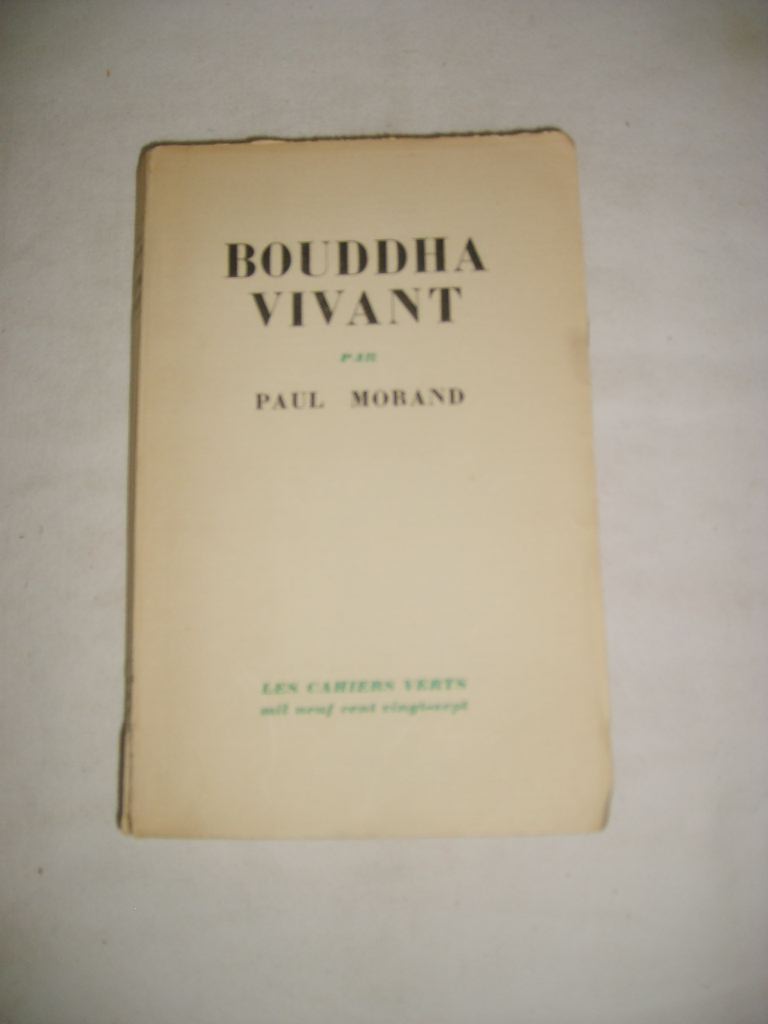 BOUDDHA
VIVANT
PAR
PAUL MORAND
LES CAHIERS VERTS
mil neuf cent vingt-sept